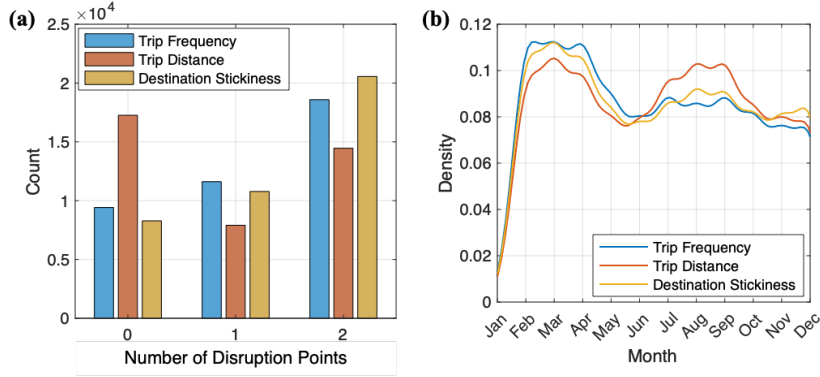 (a)
×10⁴
2.5
2
1.5
1
0.5
0
Count
Trip Frequency
Trip Distance
Destination Stickiness
0 1 2
Number of Disruption Points
(b)
0.12
0.1
0.08
0.06
0.04
0.02
0
Density
Trip Frequency
Trip Distance
Destination Stickiness
Jan Feb Mar Apr May Jun Jul Aug Sep Oct Nov Dec
Month